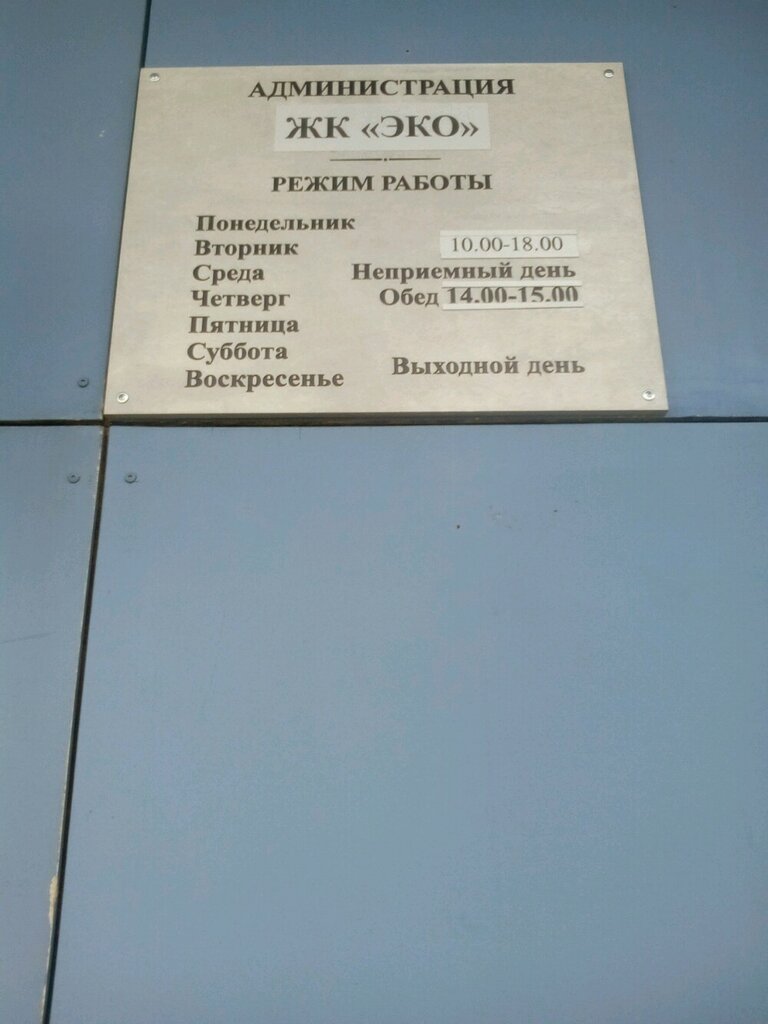 АДМИНИСТРАЦИЯ
ЖК «ЭКО»
РЕЖИМ РАБОТЫ
Понедельник
Вторник 10.00-18.00
Среда Неприемный день
Четверг Обед 14.00-15.00
Пятница
Суббота
Выходной день
Воскресенье